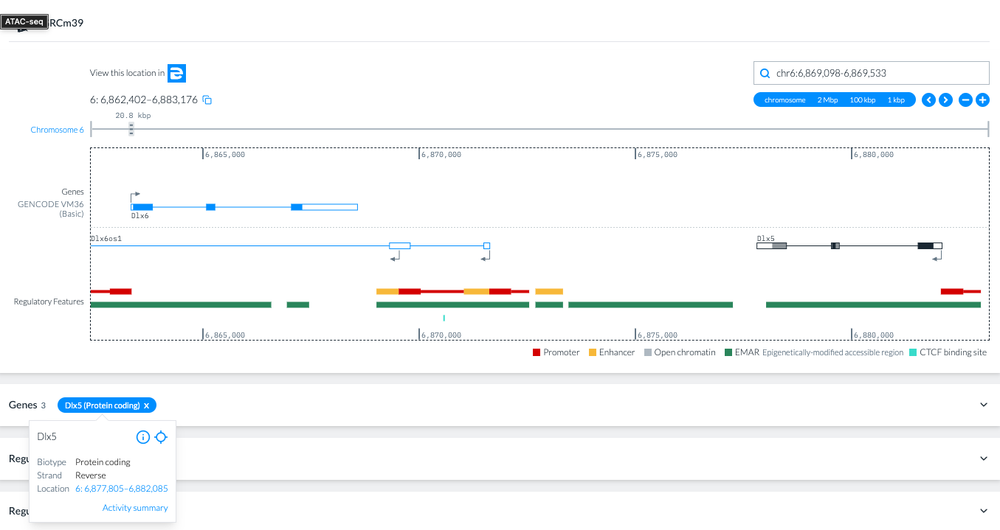 ATAC-seq
RCm39
View this location in
chr6:6,869,098-6,869,533
6: 6,862,402–6,883,176
chromosome 2 Mbp 100 kbp 1 kbp
20.8 kbp
Chromosome 6
6,865,000 6,870,000 6,875,000 6,880,000
Genes
GENCODE VM36
(Basic)
Dlx6
Dlx6os1 Dlx5
Regulatory Features
6,865,000 6,870,000 6,875,000 6,880,000
Promoter Enhancer Open chromatin EMAR Epigenetically-modified accessible region CTCF binding site
Genes 3 Dlx5 (Protein coding) x
Dlx5
Regu
Biotype Protein coding
Strand Reverse
Location 6: 6,877,805–6,882,085
Activity summary
Regu